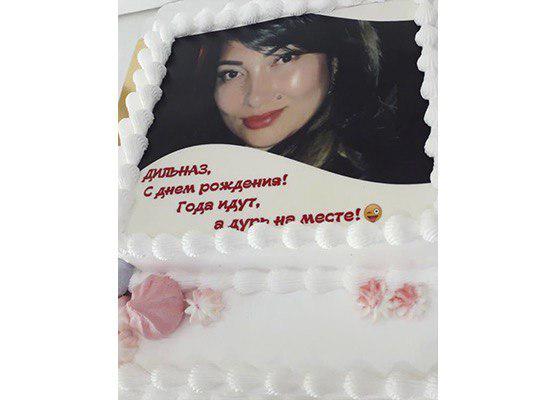 ДИЛЬНАЗ,
С днем рождения!
Года идут,
а дурь на месте!